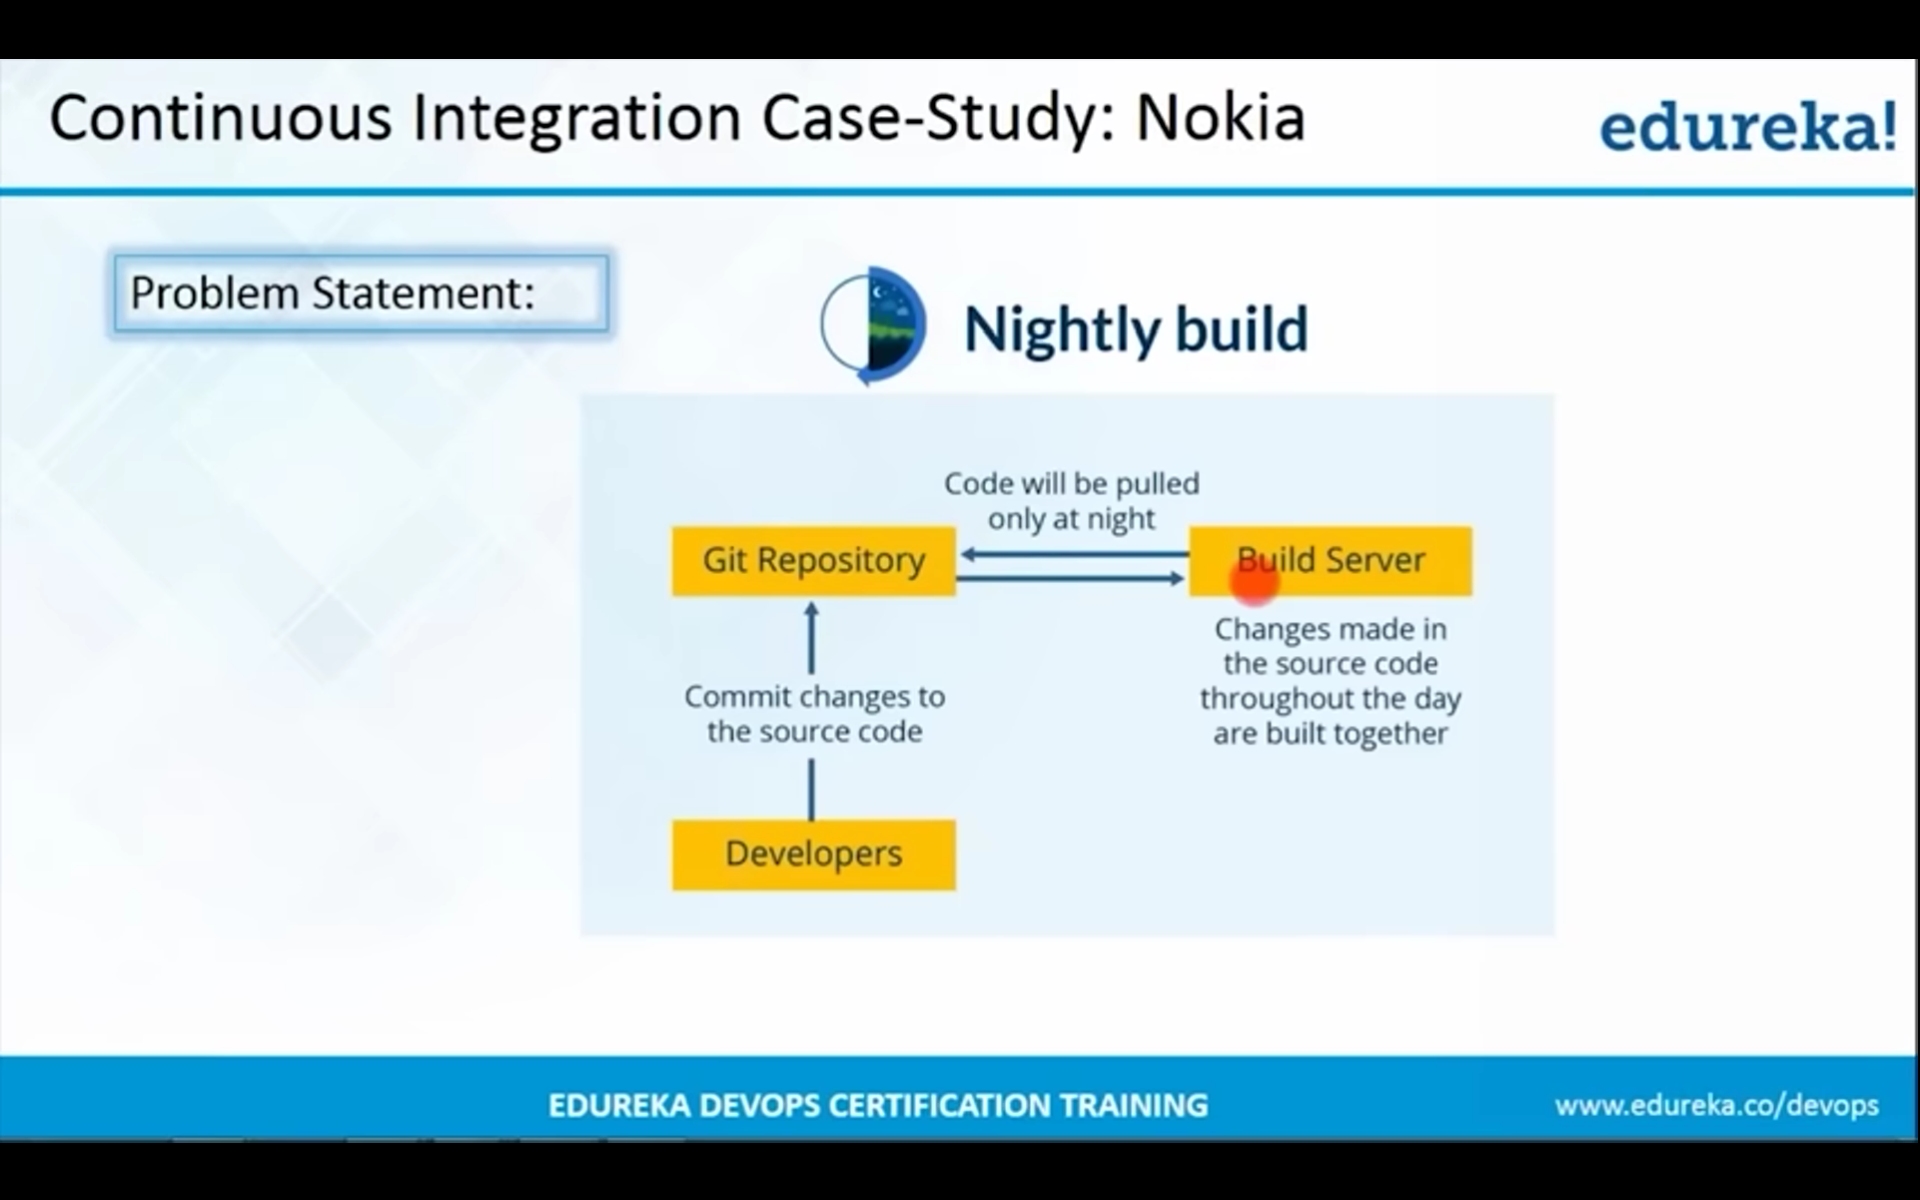 Continuous Integration Case-Study: Nokia
edureka!
Problem Statement:
Nightly build
Code will be pulled
only at night
Git Repository
Build Server
Changes made in
the source code
throughout the day
are built together
Commit changes to
the source code
Developers
EDUREKA DEVOPS CERTIFICATION TRAINING
www.edureka.co/devops